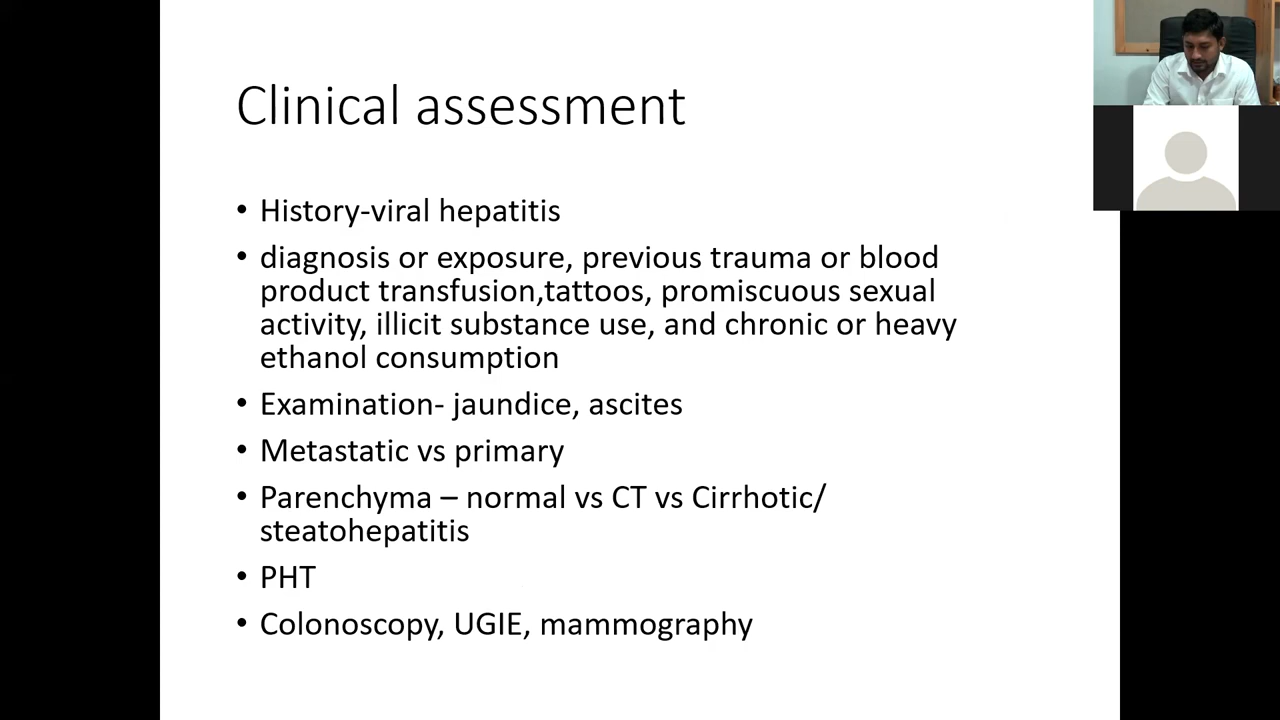 Clinical assessment
• History-viral hepatitis
• diagnosis or exposure, previous trauma or blood
product transfusion,tattoos, promiscuous sexual
activity, illicit substance use, and chronic or heavy
ethanol consumption
• Examination- jaundice, ascites
• Metastatic vs primary
• Parenchyma – normal vs CT vs Cirrhotic/
steatohepatitis
• PHT
• Colonoscopy, UGIE, mammography